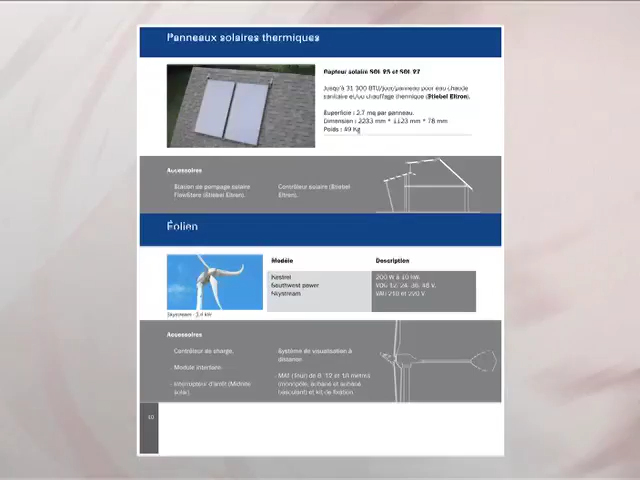 Panneaux solaires thermiques
Capteur solaire SOL 25 et SOL 27
Jusqu'à 31 300 BTU/jour/panneau pour eau chaude
sanitaire et/ou chauffage thermique (Stiebel Eltron).
Superficie : 2.7 mq par panneau.
Dimension : 2233 mm * 1123 mm * 78 mm
Poids : 49 Kg
Accessoires
Station de pompage solaire
FlowStore (Stiebel Eltron).
Contrôleur solaire (Stiebel
Eltron).
Éolien
Modèle
Description
Kestrel
Southwest power
Skystream
200 W à 10 kW.
VDC 12, 24, 36, 48 V.
VAC 210 et 220 V.
Skystream : 2.4 kW
Accessoires
- Contrôleur de charge.
- Module interface.
- Interrupteur d'arrêt (Midnite
solar).
- Système de visualisation à
distance.
- MAT (Tour) de 8, 12 et 18 mètres
(monopole, autoporté et
basculant) et kit de fixation.
10